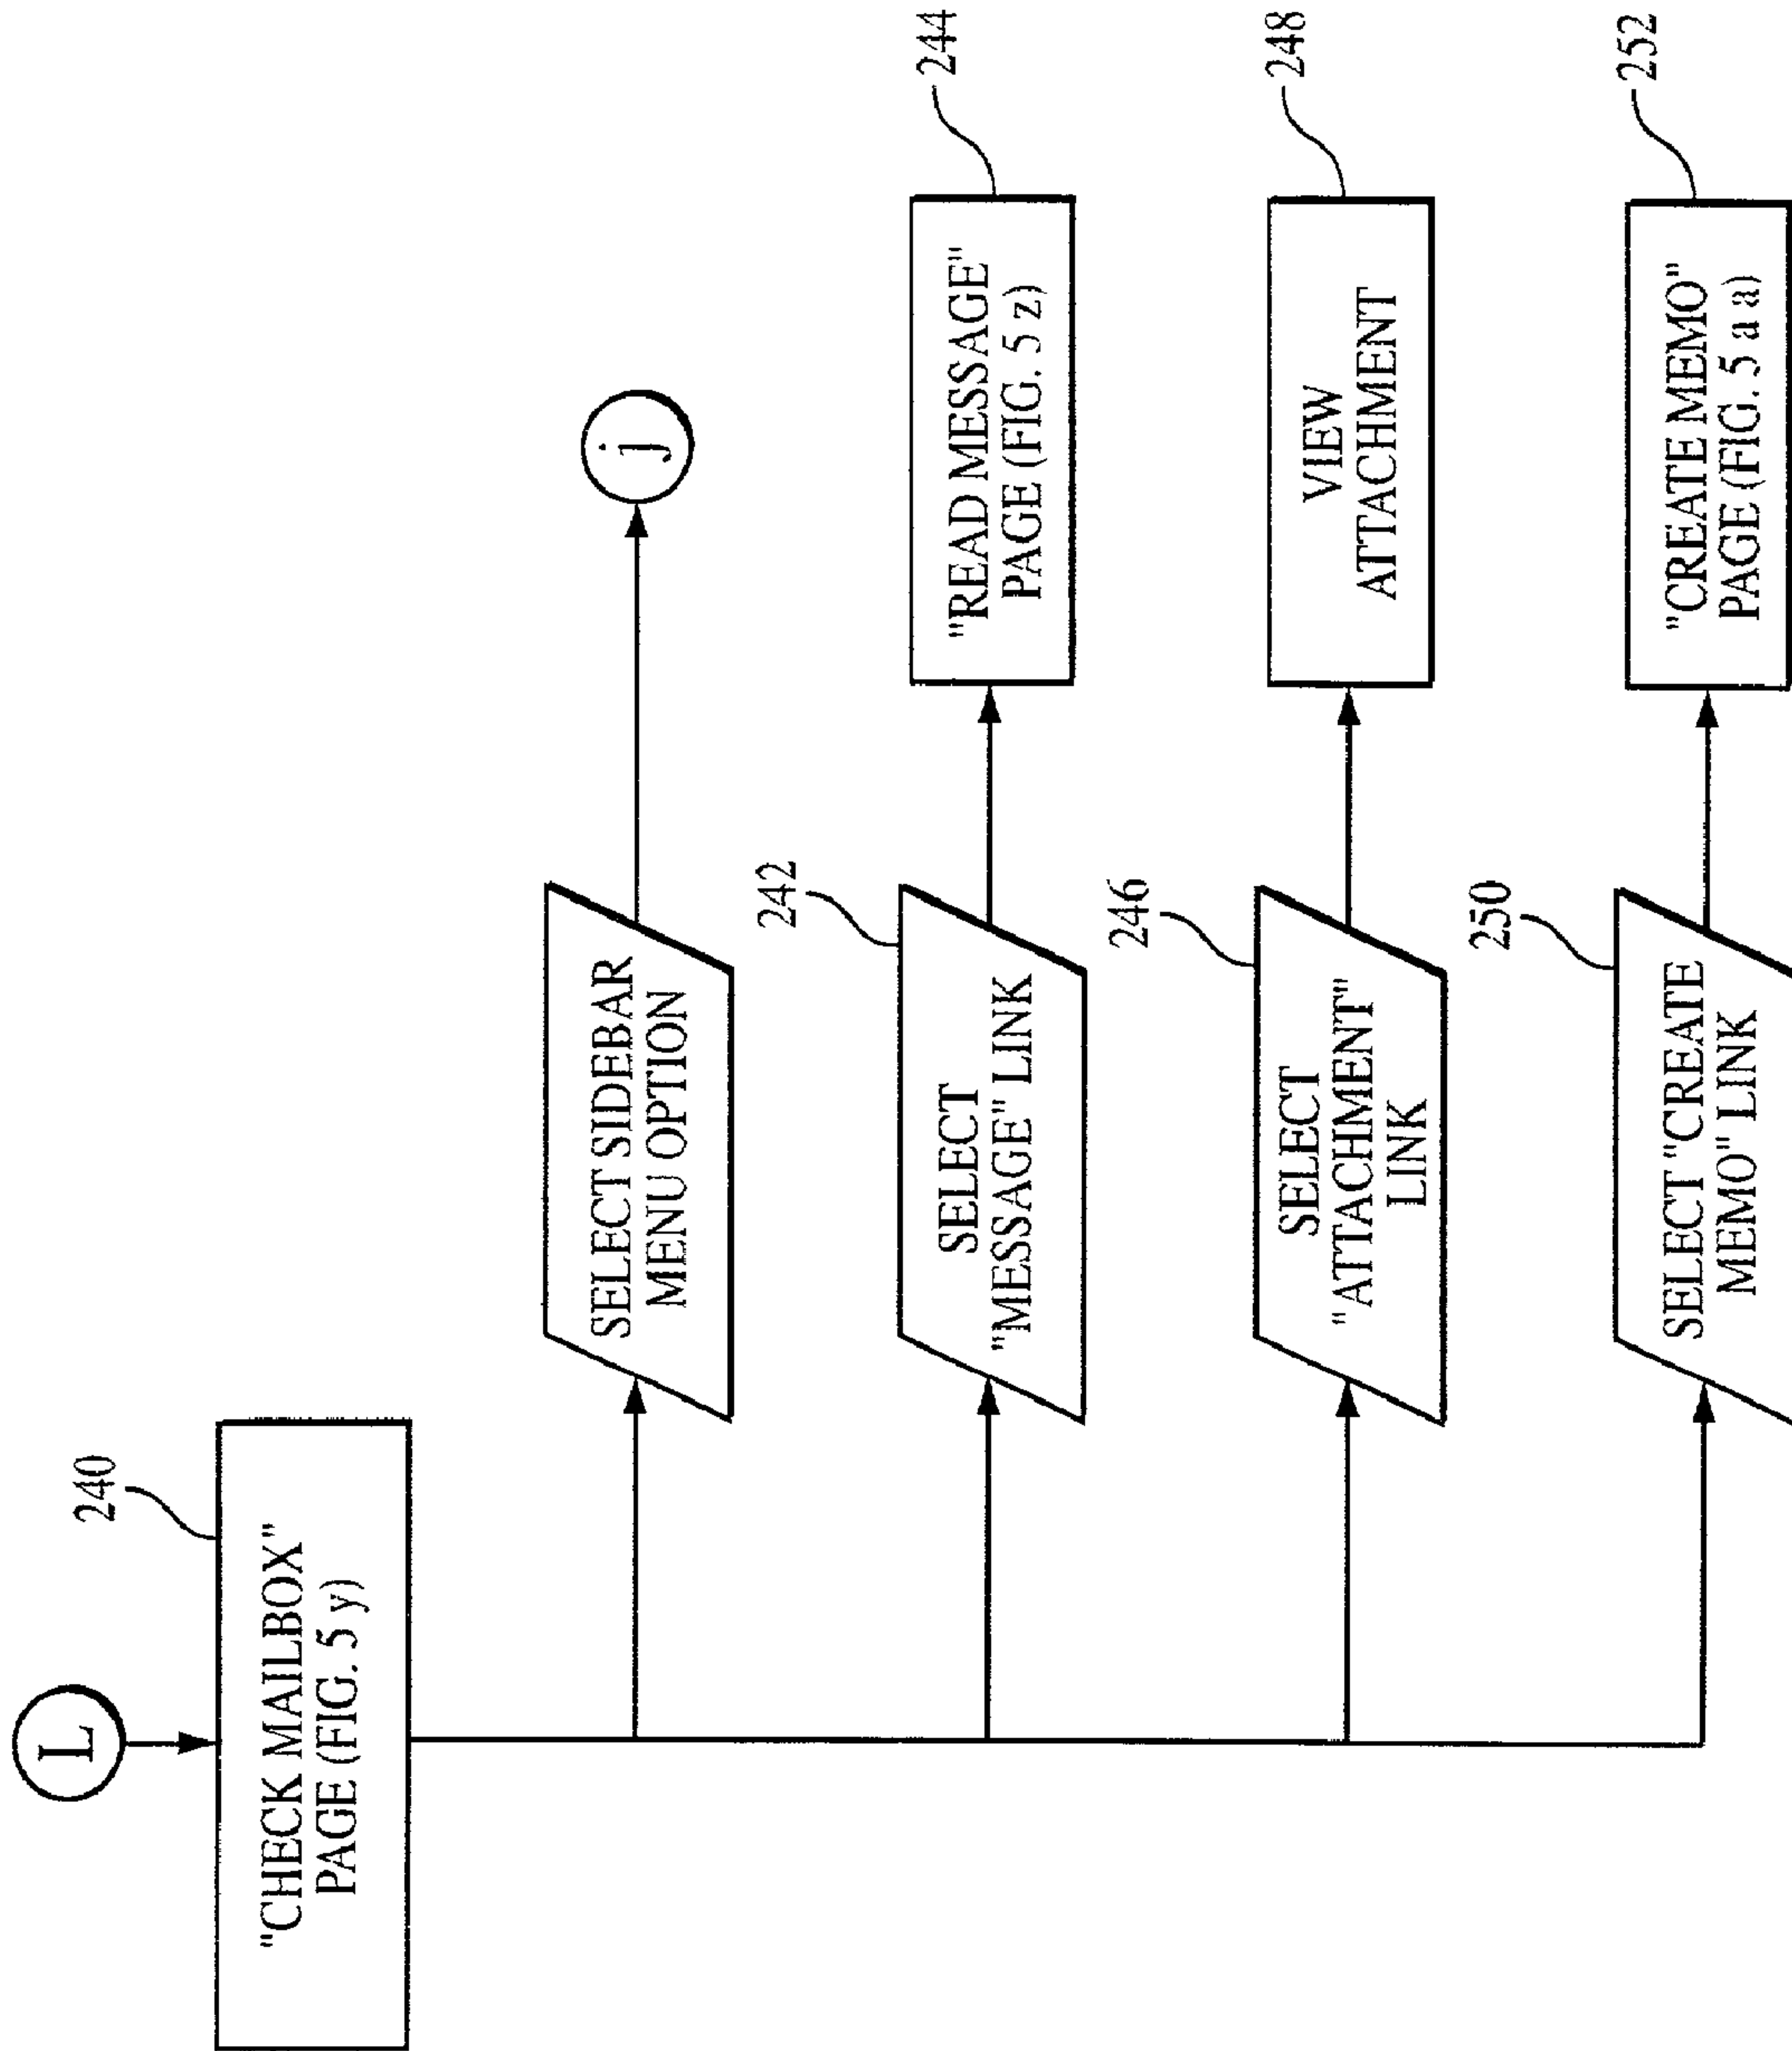 L
240
"CHECK MAILBOX"
PAGE (FIG. 5 y)
SELECT SIDEBAR
MENU OPTION
j
242
SELECT
"MESSAGE" LINK
244
"READ MESSAGE"
PAGE (FIG. 5 z)
246
SELECT
"ATTACHMENT"
LINK
248
VIEW
ATTACHMENT
250
SELECT "CREATE
MEMO" LINK
252
"CREATE MEMO"
PAGE (FIG. 5 a a)